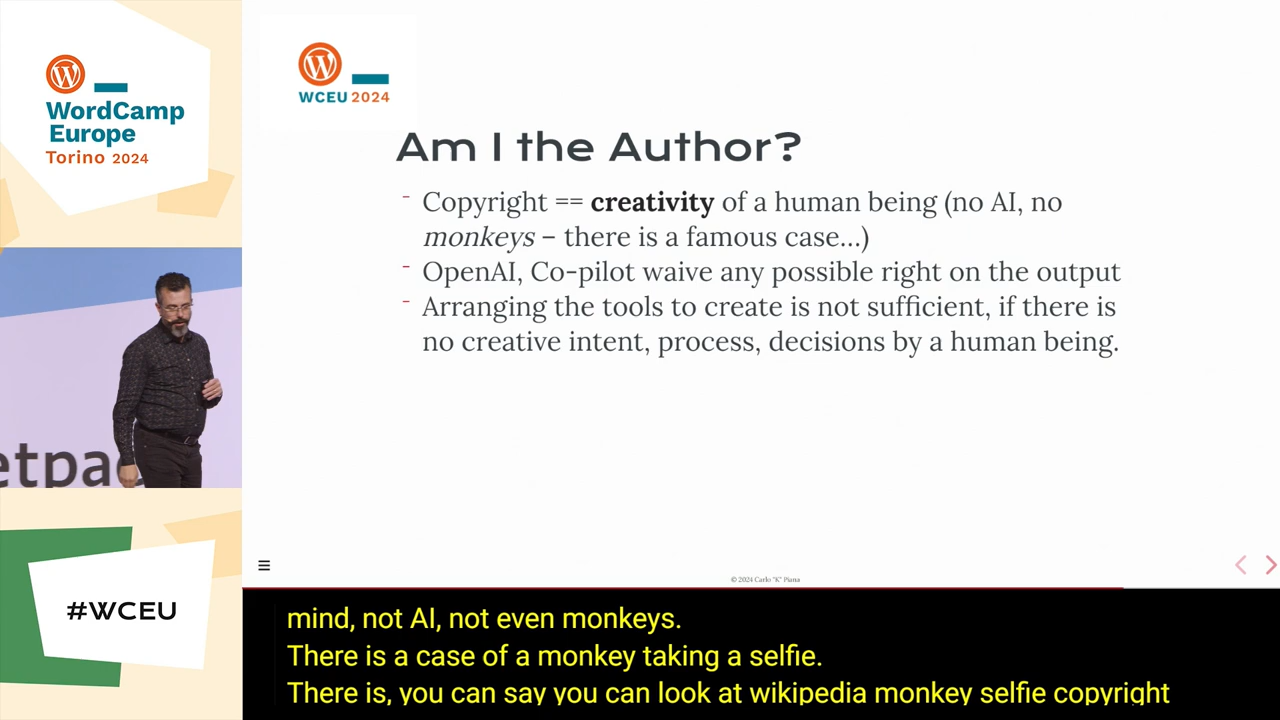 WordCamp
Europe
Torino 2024
WCEU 2024
Am I the Author?
Copyright == creativity of a human being (no AI, no
monkeys – there is a famous case…)
OpenAI, Co-pilot waive any possible right on the output
Arranging the tools to create is not sufficient, if there is
no creative intent, process, decisions by a human being.
© 2024 Carlo "K" Piana
etpac
#WCEU
mind, not AI, not even monkeys.
There is a case of a monkey taking a selfie.
There is, you can say you can look at wikipedia monkey selfie copyright